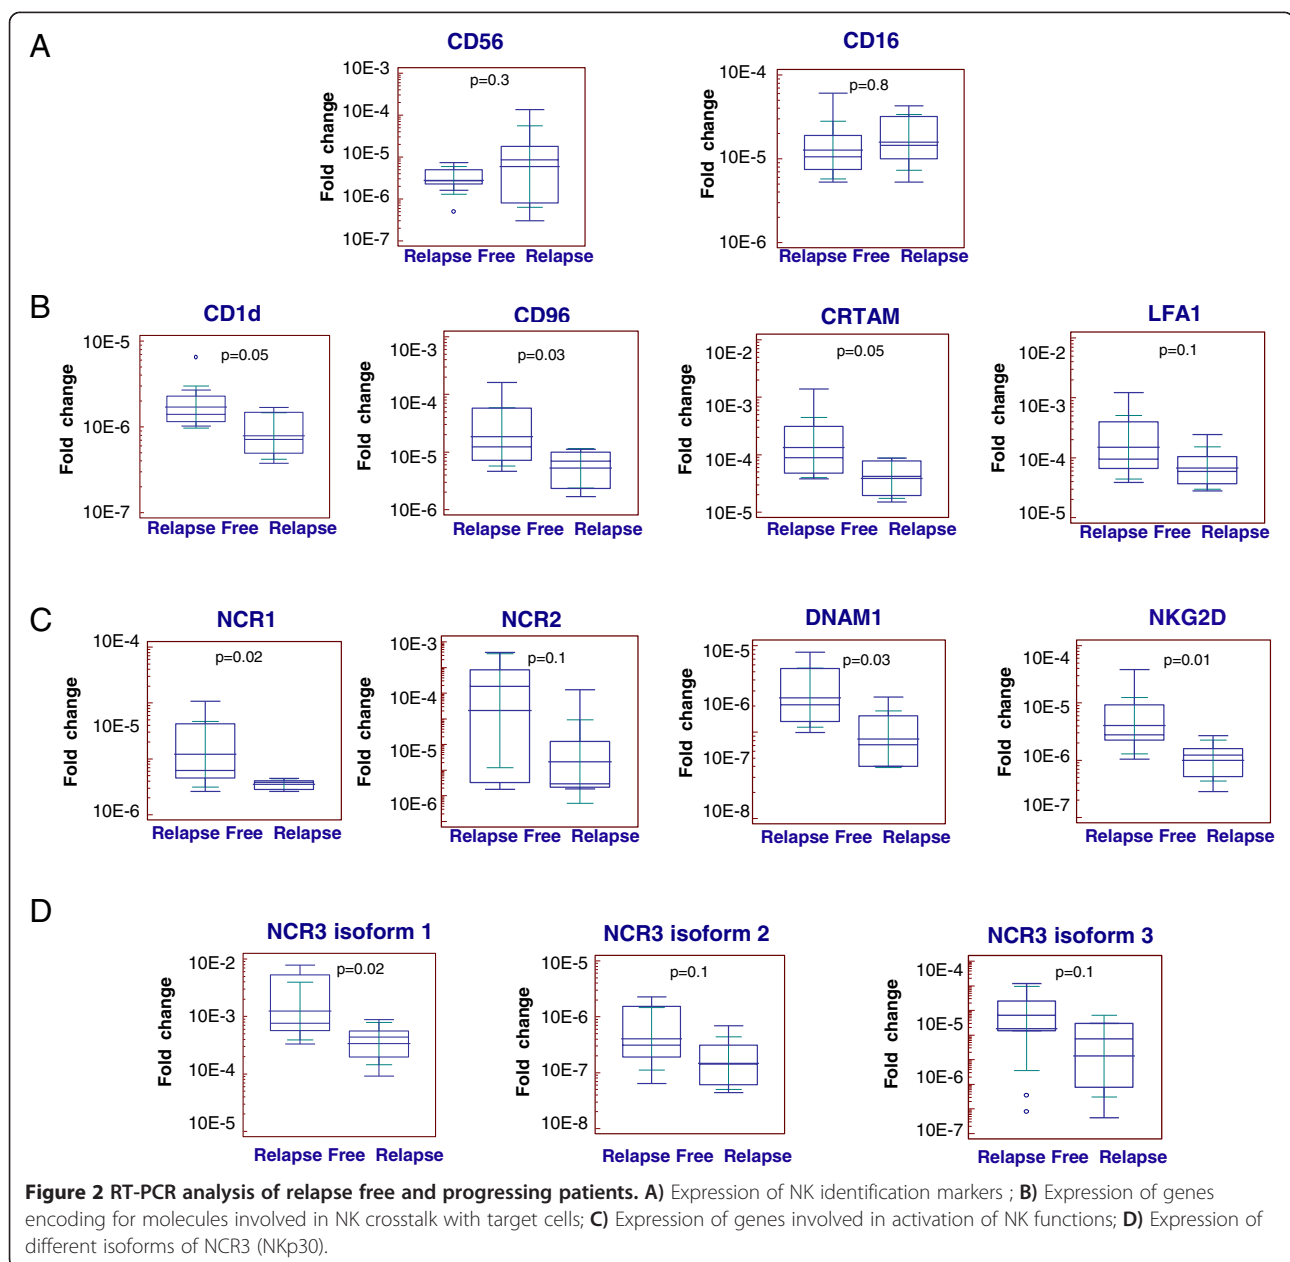 A
CD56
10E-3
10E-4
10E-5
10E-6
10E-7
Fold change
p=0.3
Relapse Free Relapse
CD16
10E-4
10E-5
10E-6
Fold change
p=0.8
Relapse Free Relapse
B
CD1d
10E-5
10E-6
10E-7
Fold change
p=0.05
Relapse Free Relapse
CD96
10E-3
10E-4
10E-5
10E-6
Fold change
p=0.03
Relapse Free Relapse
CRTAM
10E-2
10E-3
10E-4
10E-5
Fold change
p=0.05
Relapse Free Relapse
LFA1
10E-2
10E-3
10E-4
10E-5
Fold change
p=0.1
Relapse Free Relapse
C
NCR1
10E-4
10E-5
10E-6
Fold change
p=0.02
Relapse Free Relapse
NCR2
10E-3
10E-4
10E-5
10E-6
Fold change
p=0.1
Relapse Free Relapse
DNAM1
10E-5
10E-6
10E-7
10E-8
Fold change
p=0.03
Relapse Free Relapse
NKG2D
10E-4
10E-5
10E-6
10E-7
Fold change
p=0.01
Relapse Free Relapse
D
NCR3 isoform 1
10E-2
10E-3
10E-4
10E-5
Fold change
p=0.02
Relapse Free Relapse
NCR3 isoform 2
10E-5
10E-6
10E-7
10E-8
Fold change
p=0.1
Relapse Free Relapse
NCR3 isoform 3
10E-4
10E-5
10E-6
10E-7
Fold change
p=0.1
Relapse Free Relapse
Figure 2 RT-PCR analysis of relapse free and progressing patients. A) Expression of NK identification markers ; B) Expression of genes
encoding for molecules involved in NK crosstalk with target cells; C) Expression of genes involved in activation of NK functions; D) Expression of
different isoforms of NCR3 (NKp30).